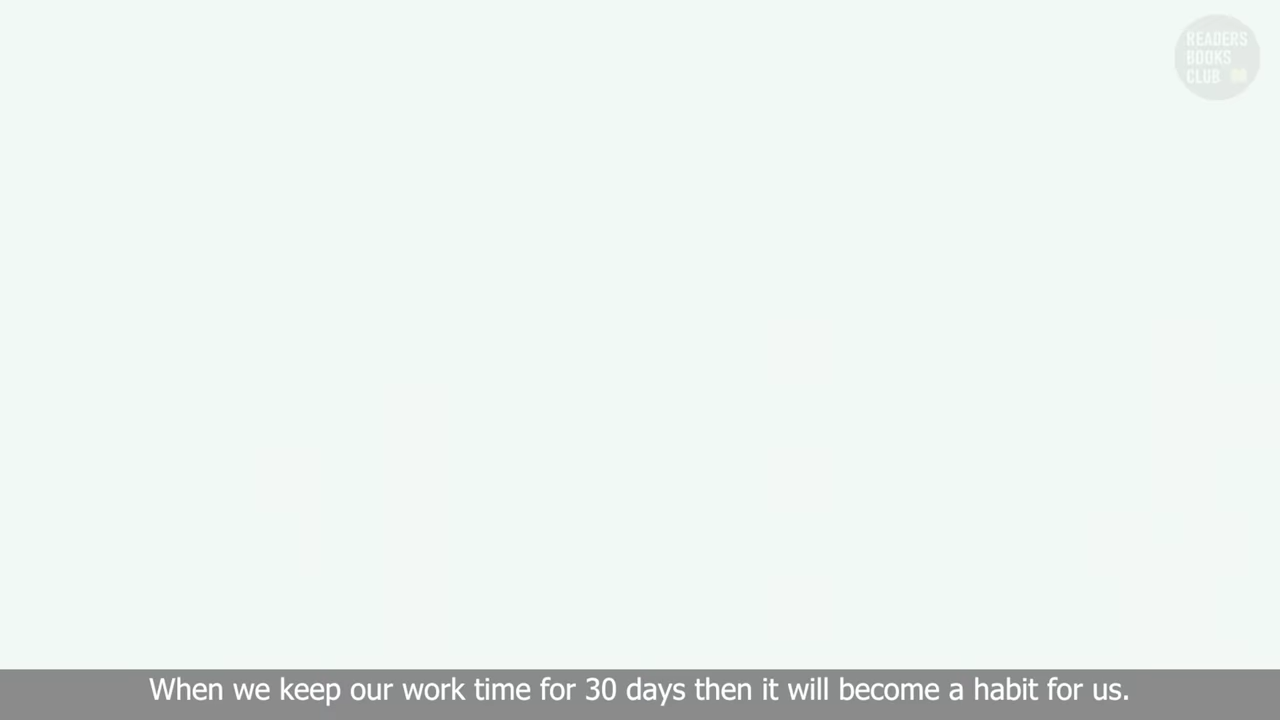 READERS
BOOKS
CLUB
When we keep our work time for 30 days then it will become a habit for us.